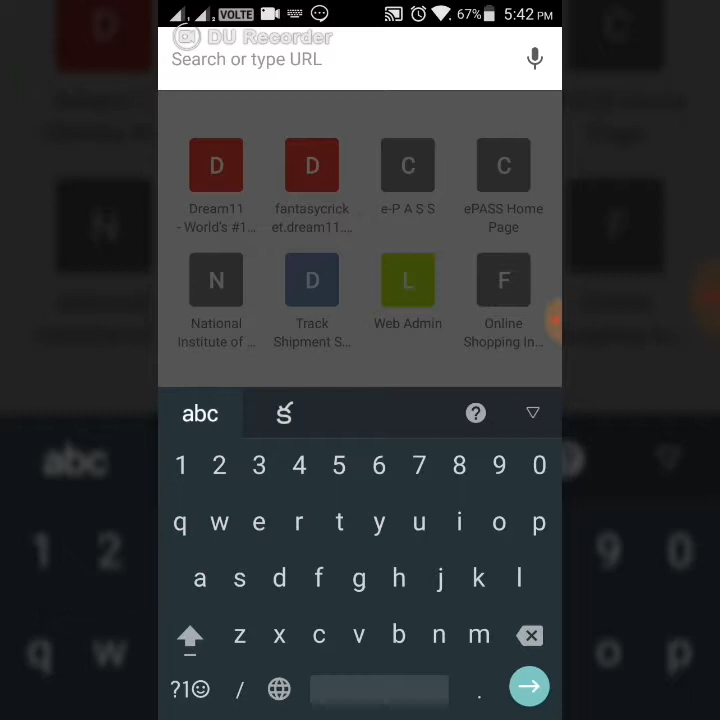 VOLTE 67% 5:42 PM
DU Recorder
Search or type URL
D D C C
Dream11 fantasycrick e-P A S S ePASS Home
- World's #1... et.dream11.... Page
N D L F
National Track Web Admin Online
Institute of ... Shipment S... Shopping In...
abc క
1 2 3 4 5 6 7 8 9 0
q w e r t y u i o p
a s d f g h j k l
z x c v b n m
?1☺ / .